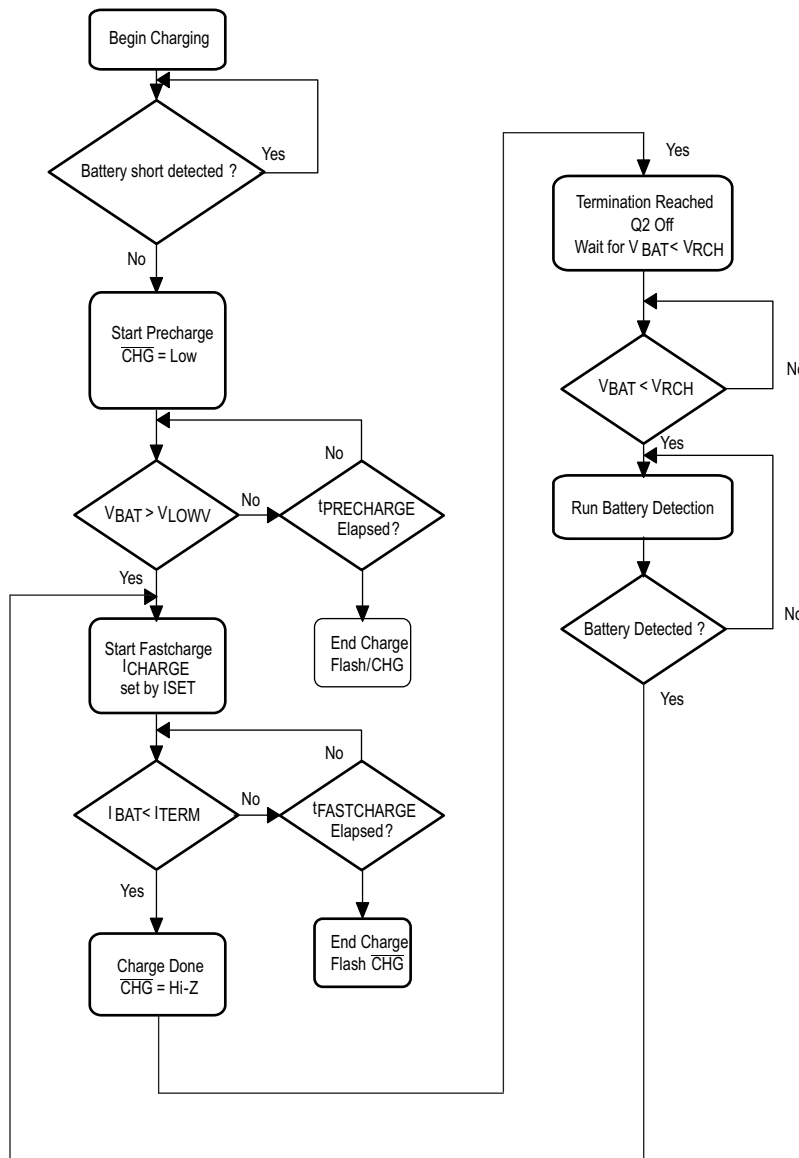 Begin Charging
Battery short detected ?
Yes
No
Start Precharge
CHG = Low
No
VBAT > VLOWV
No
tPRECHARGE
Elapsed?
Yes
Start Fastcharge
ICHARGE
set by ISET
End Charge
Flash/CHG
No
IBAT < ITERM
No
tFASTCHARGE
Elapsed?
Yes
Charge Done
CHG = Hi-Z
End Charge
Flash CHG
Yes
Termination Reached
Q2 Off
Wait for VBAT < VRCH
VBAT < VRCH
No
Yes
Run Battery Detection
Battery Detected ?
No
Yes